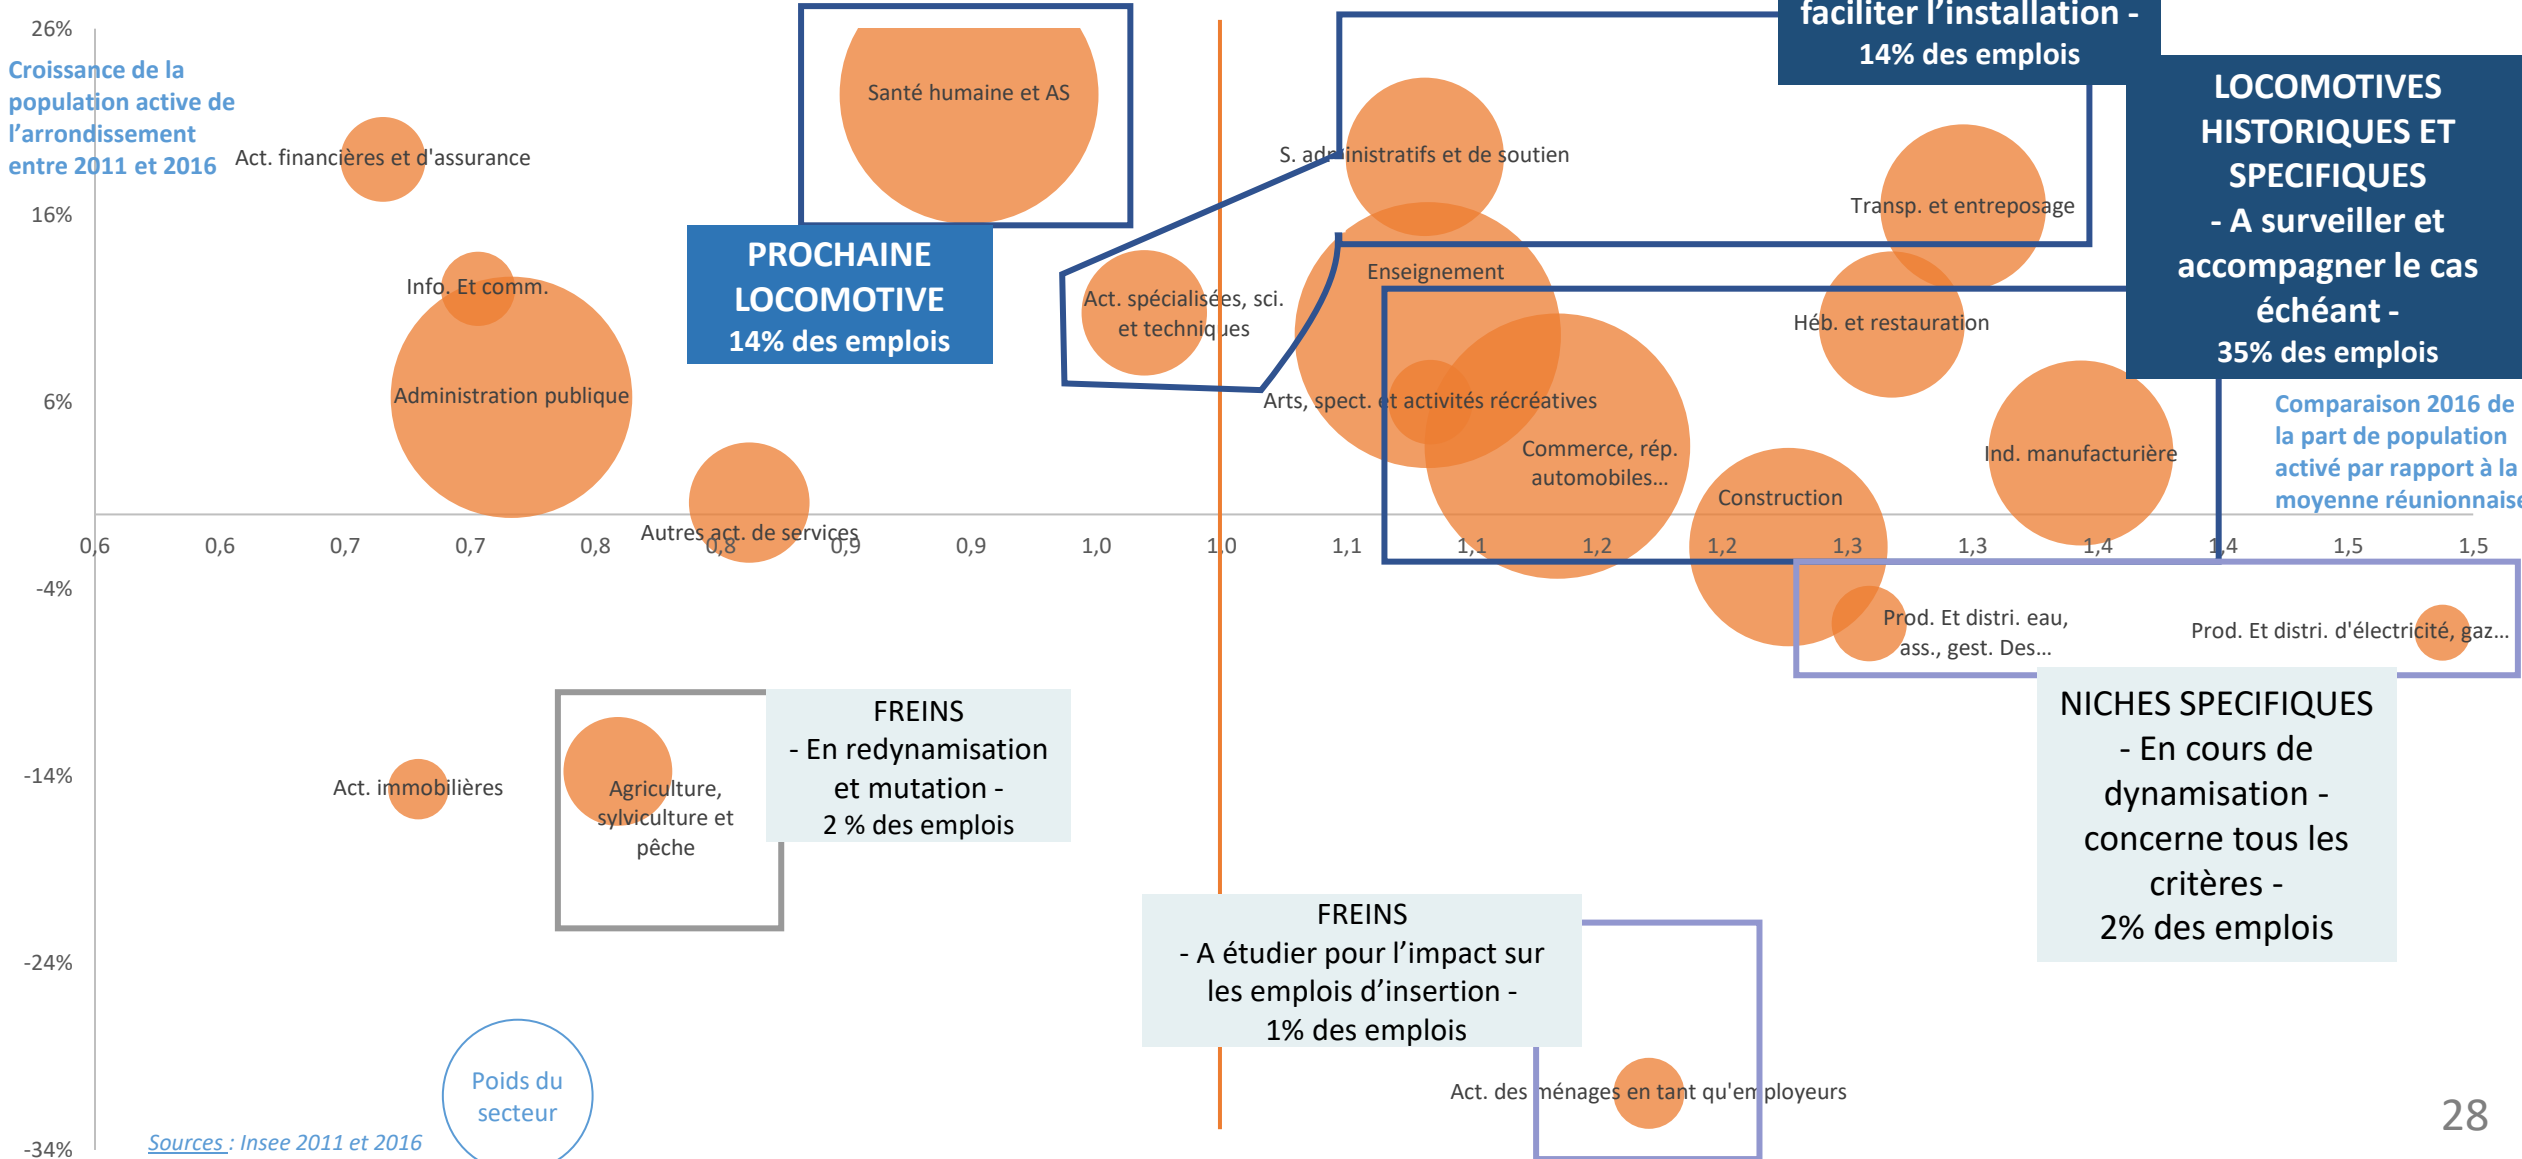 faciliter l'installation -
14% des emplois
26%
Croissance de la
population active de
l'arrondissement
entre 2011 et 2016
Santé humaine et AS
LOCOMOTIVES
HISTORIQUES ET
SPECIFIQUES
- A surveiller et
accompagner le cas
échéant -
35% des emplois
Act. financières et d'assurance
S. administratifs et de soutien
16%
Transp. et entreposage
PROCHAINE
LOCOMOTIVE
14% des emplois
Enseignement
Info. Et comm.
Act. spécialisées, sci.
et techniques
Héb. et restauration
Administration publique
6%
Arts, spect. et activités récréatives
Comparaison 2016 de
la part de population
activé par rapport à la
moyenne réunionnaise
Commerce, rép.
automobiles...
Ind. manufacturière
Construction
Autres act. de services
0,6 0,6 0,7 0,7 0,8 0,8 0,9 0,9 1,0 1,0 1,1 1,1 1,2 1,2 1,3 1,3 1,4 1,4 1,5 1,5
-4%
Prod. Et distri. eau,
ass., gest. Des...
Prod. Et distri. d'électricité, gaz...
FREINS
- En redynamisation
et mutation -
2 % des emplois
NICHES SPECIFIQUES
- En cours de
dynamisation -
concerne tous les
critères -
2% des emplois
-14%
Act. immobilières
Agriculture,
sylviculture et
pêche
FREINS
- A étudier pour l'impact sur
les emplois d'insertion -
1% des emplois
-24%
Poids du
secteur
Act. des ménages en tant qu'employeurs
28
Sources : Insee 2011 et 2016
-34%